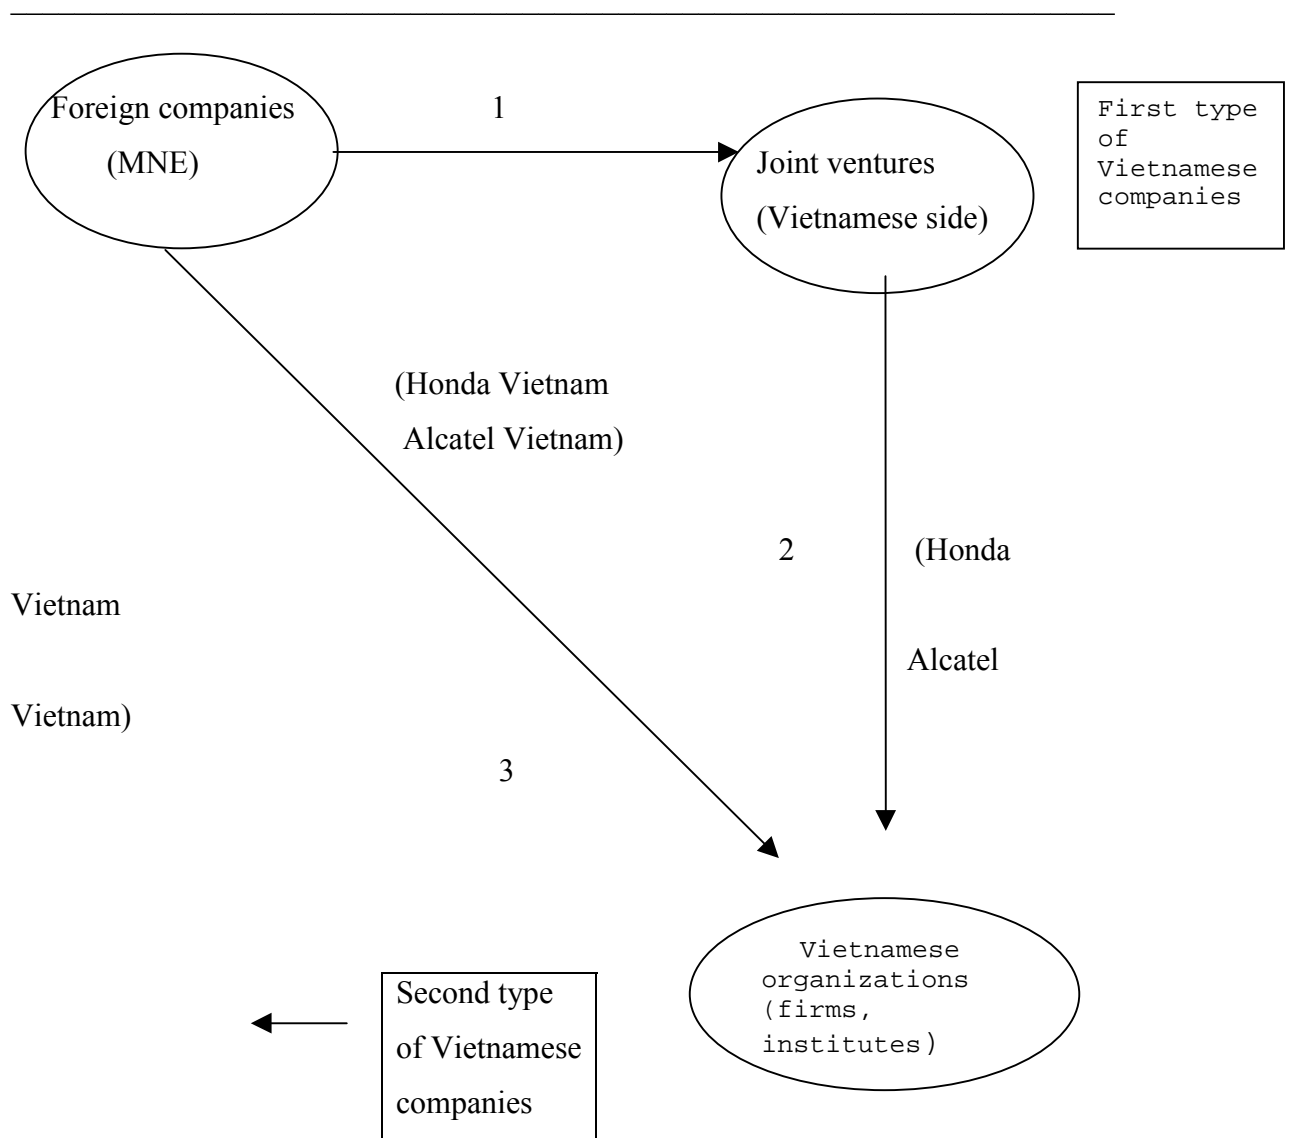 Foreign companies
(MNE)
1
Joint ventures
(Vietnamese side)
First type
of
Vietnamese
companies
(Honda Vietnam
Alcatel Vietnam)
2 (Honda
Vietnam
Alcatel
Vietnam)
3
Vietnamese
organizations
(firms,
institutes)
Second type
of Vietnamese
companies